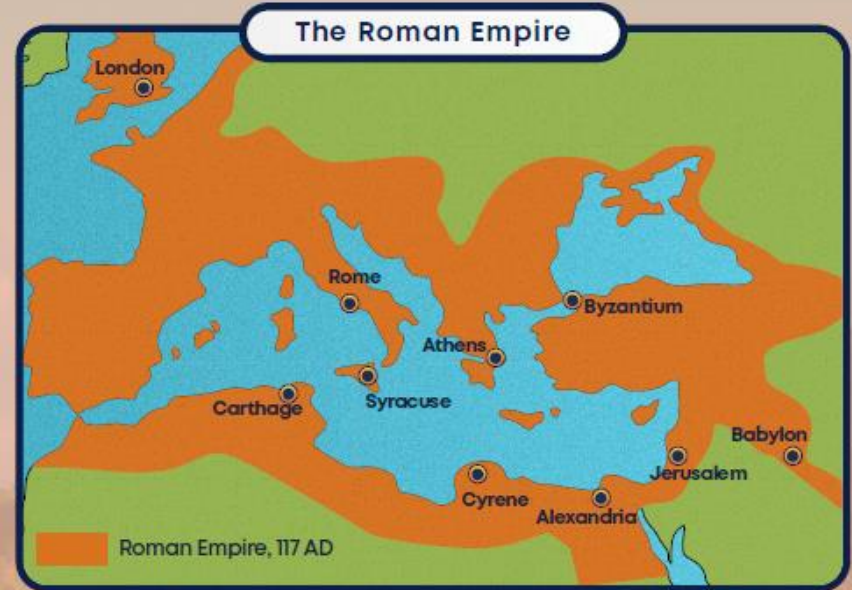 The Roman Empire
London
Rome
Byzantium
Athens
Carthage
Syracuse
Babylon
Jerusalem
Cyrene
Alexandria
Roman Empire, 117 AD